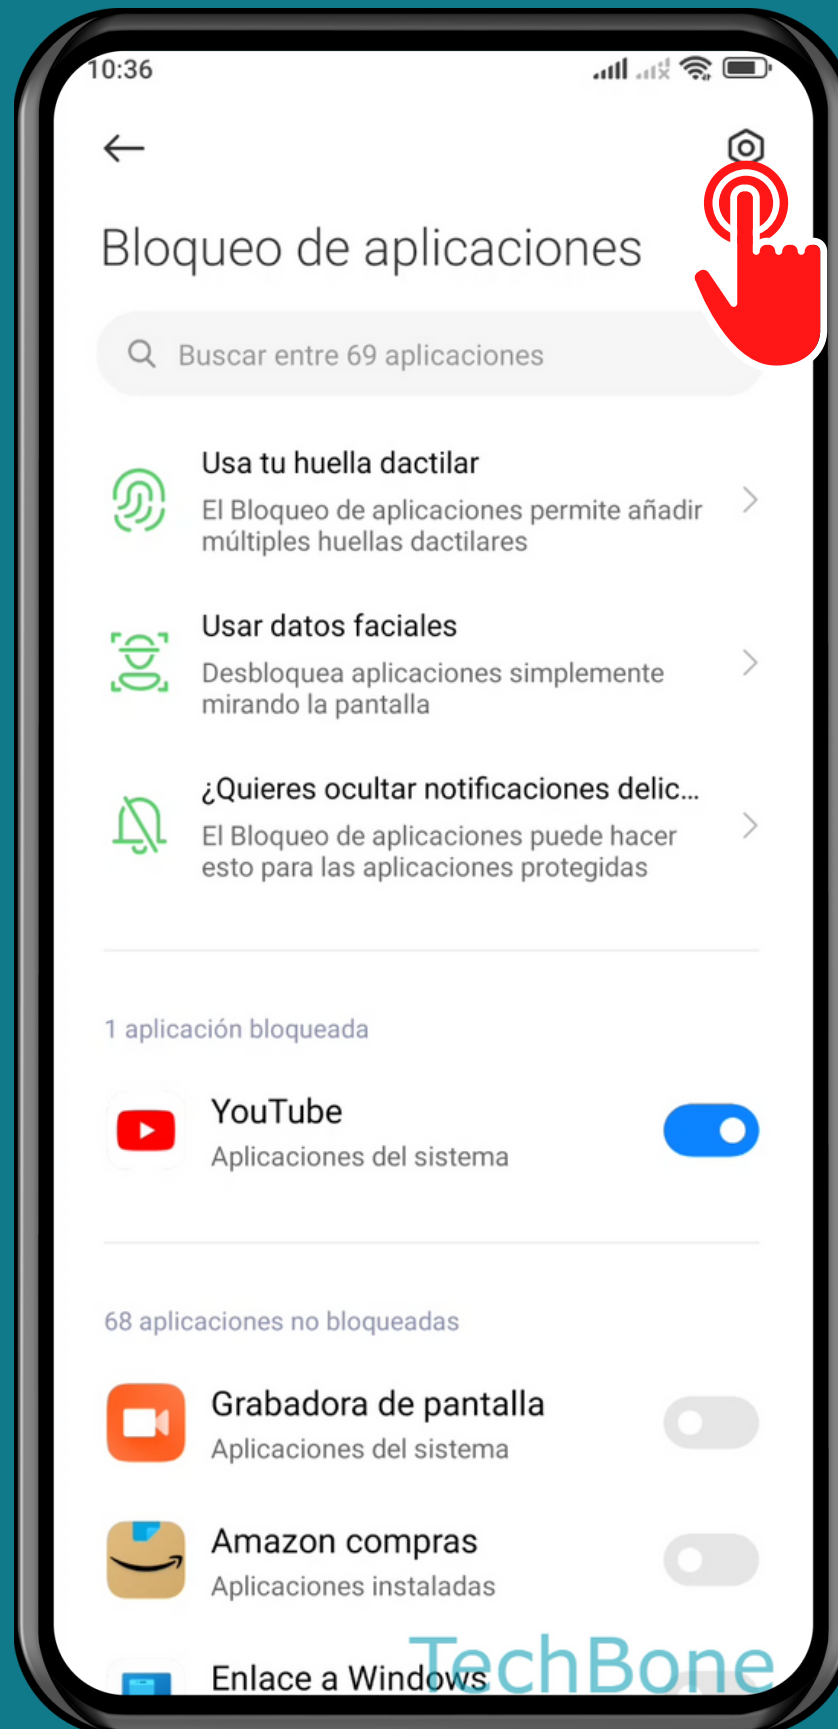 10:36
Bloqueo de aplicaciones
Buscar entre 69 aplicaciones
Usa tu huella dactilar
El Bloqueo de aplicaciones permite añadir
múltiples huellas dactilares
Usar datos faciales
Desbloquea aplicaciones simplemente
mirando la pantalla
¿Quieres ocultar notificaciones delic...
El Bloqueo de aplicaciones puede hacer
esto para las aplicaciones protegidas
1 aplicación bloqueada
YouTube
Aplicaciones del sistema
68 aplicaciones no bloqueadas
Grabadora de pantalla
Aplicaciones del sistema
Amazon compras
Aplicaciones instaladas
Enlace a Windows
TechBone